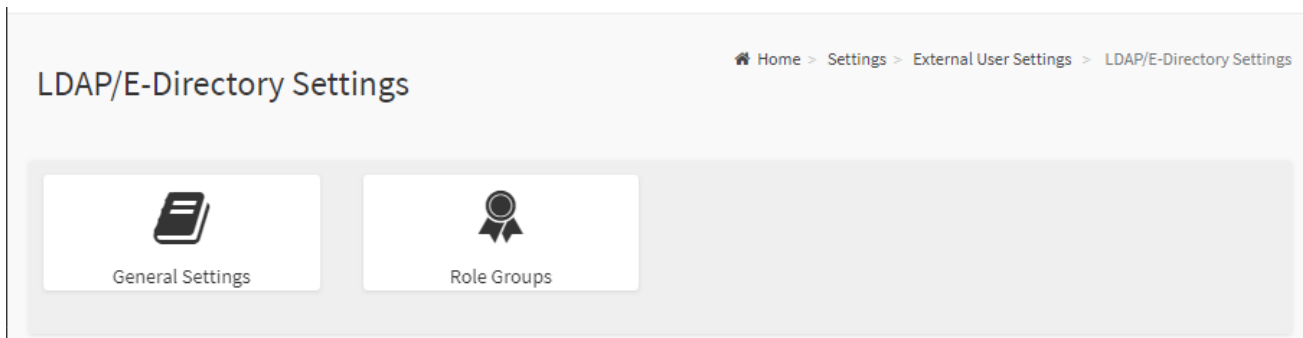 Home > Settings > External User Settings > LDAP/E-Directory Settings
LDAP/E-Directory Settings
General Settings
Role Groups